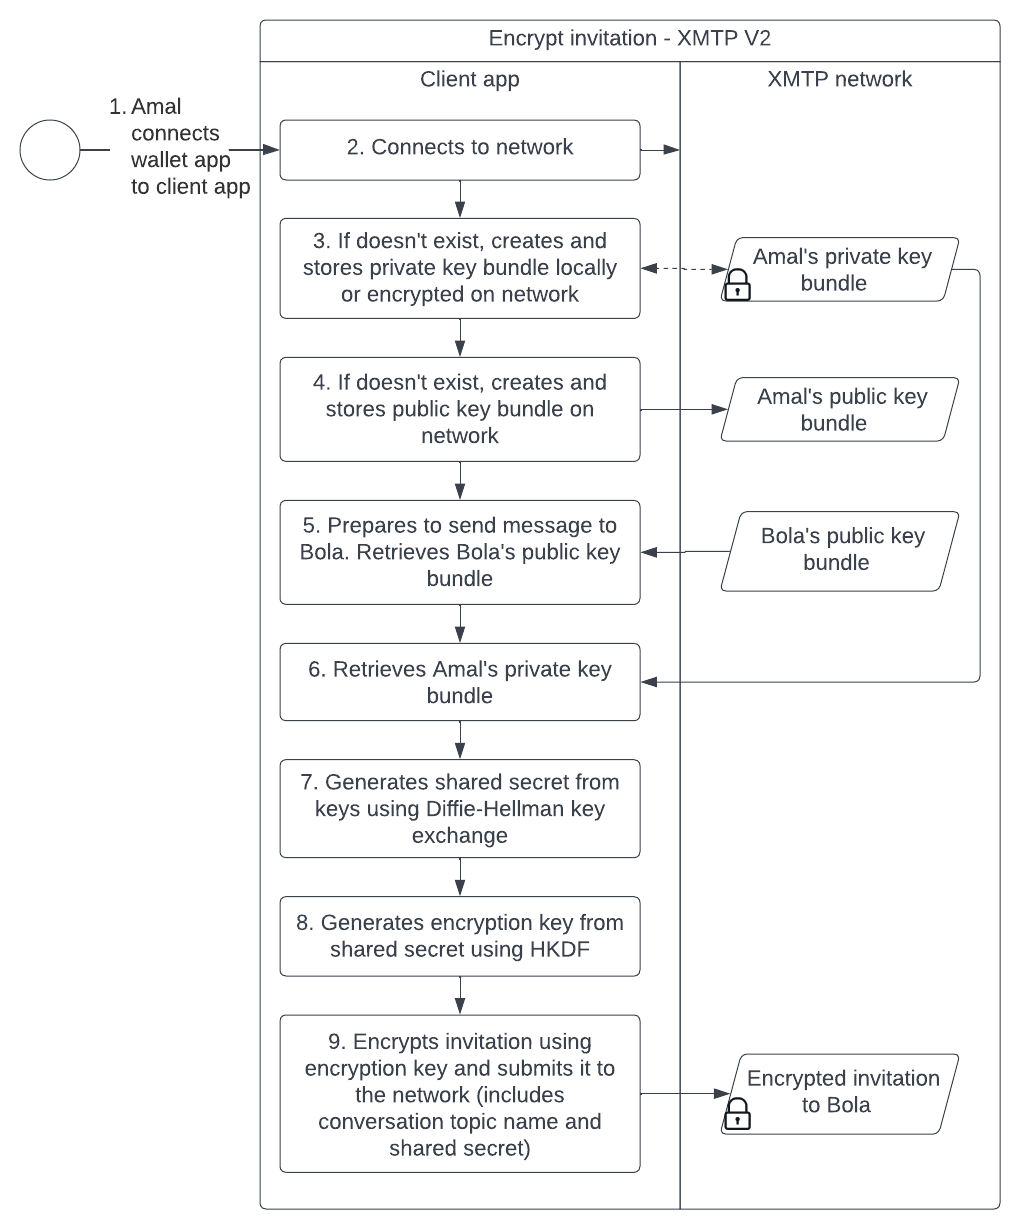 Encrypt invitation - XMTP V2
Client app
XMTP network
1. Amal
connects
wallet app
to client app
2. Connects to network
3. If doesn't exist, creates and
stores private key bundle locally
or encrypted on network
Amal's private key
bundle
4. If doesn't exist, creates and
stores public key bundle on
network
Amal's public key
bundle
5. Prepares to send message to
Bola. Retrieves Bola's public key
bundle
Bola's public key
bundle
6. Retrieves Amal's private key
bundle
7. Generates shared secret from
keys using Diffie-Hellman key
exchange
8. Generates encryption key from
shared secret using HKDF
9. Encrypts invitation using
encryption key and submits it to
the network (includes
conversation topic name and
shared secret)
Encrypted invitation
to Bola